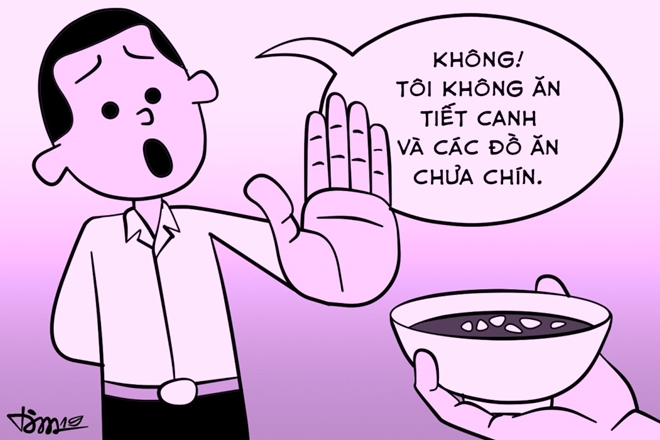 KHÔNG!
TÔI KHÔNG ĂN
TIẾT CANH
VÀ CÁC ĐỒ ĂN
CHƯA CHÍN.